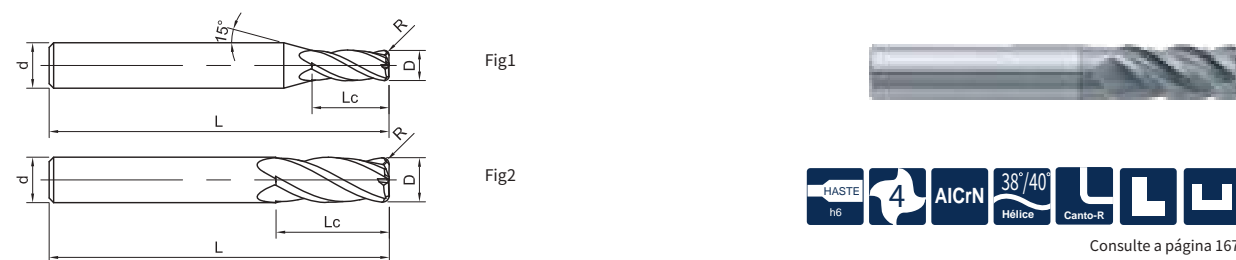 15°
R
d
D
Fig1
Lc
L
R
d
D
Fig2
Lc
L
HASTE
h6
4
AlCrN
38°/40°
Hélice
Canto-R
Consulte a página 167